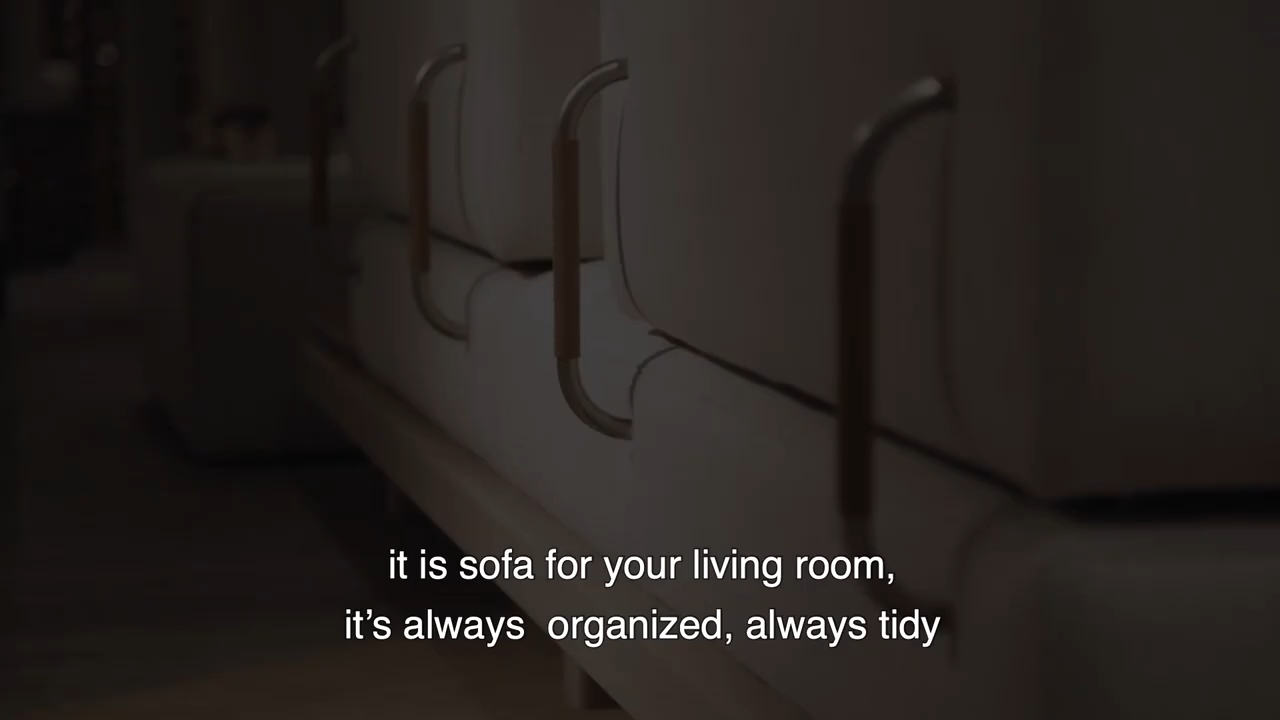 it is sofa for your living room,
it’s always  organized, always tidy